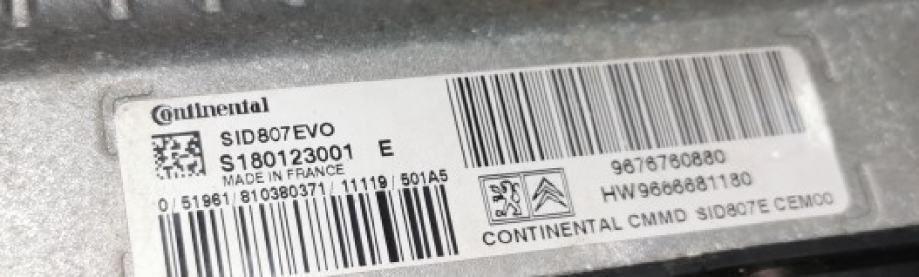 Continental
SID807EVO
S180123001 E
MADE IN FRANCE
0/51961/810380371/11119/501A5
9676760880
HW9666681180
CONTINENTAL CMMD SID807E CEM00